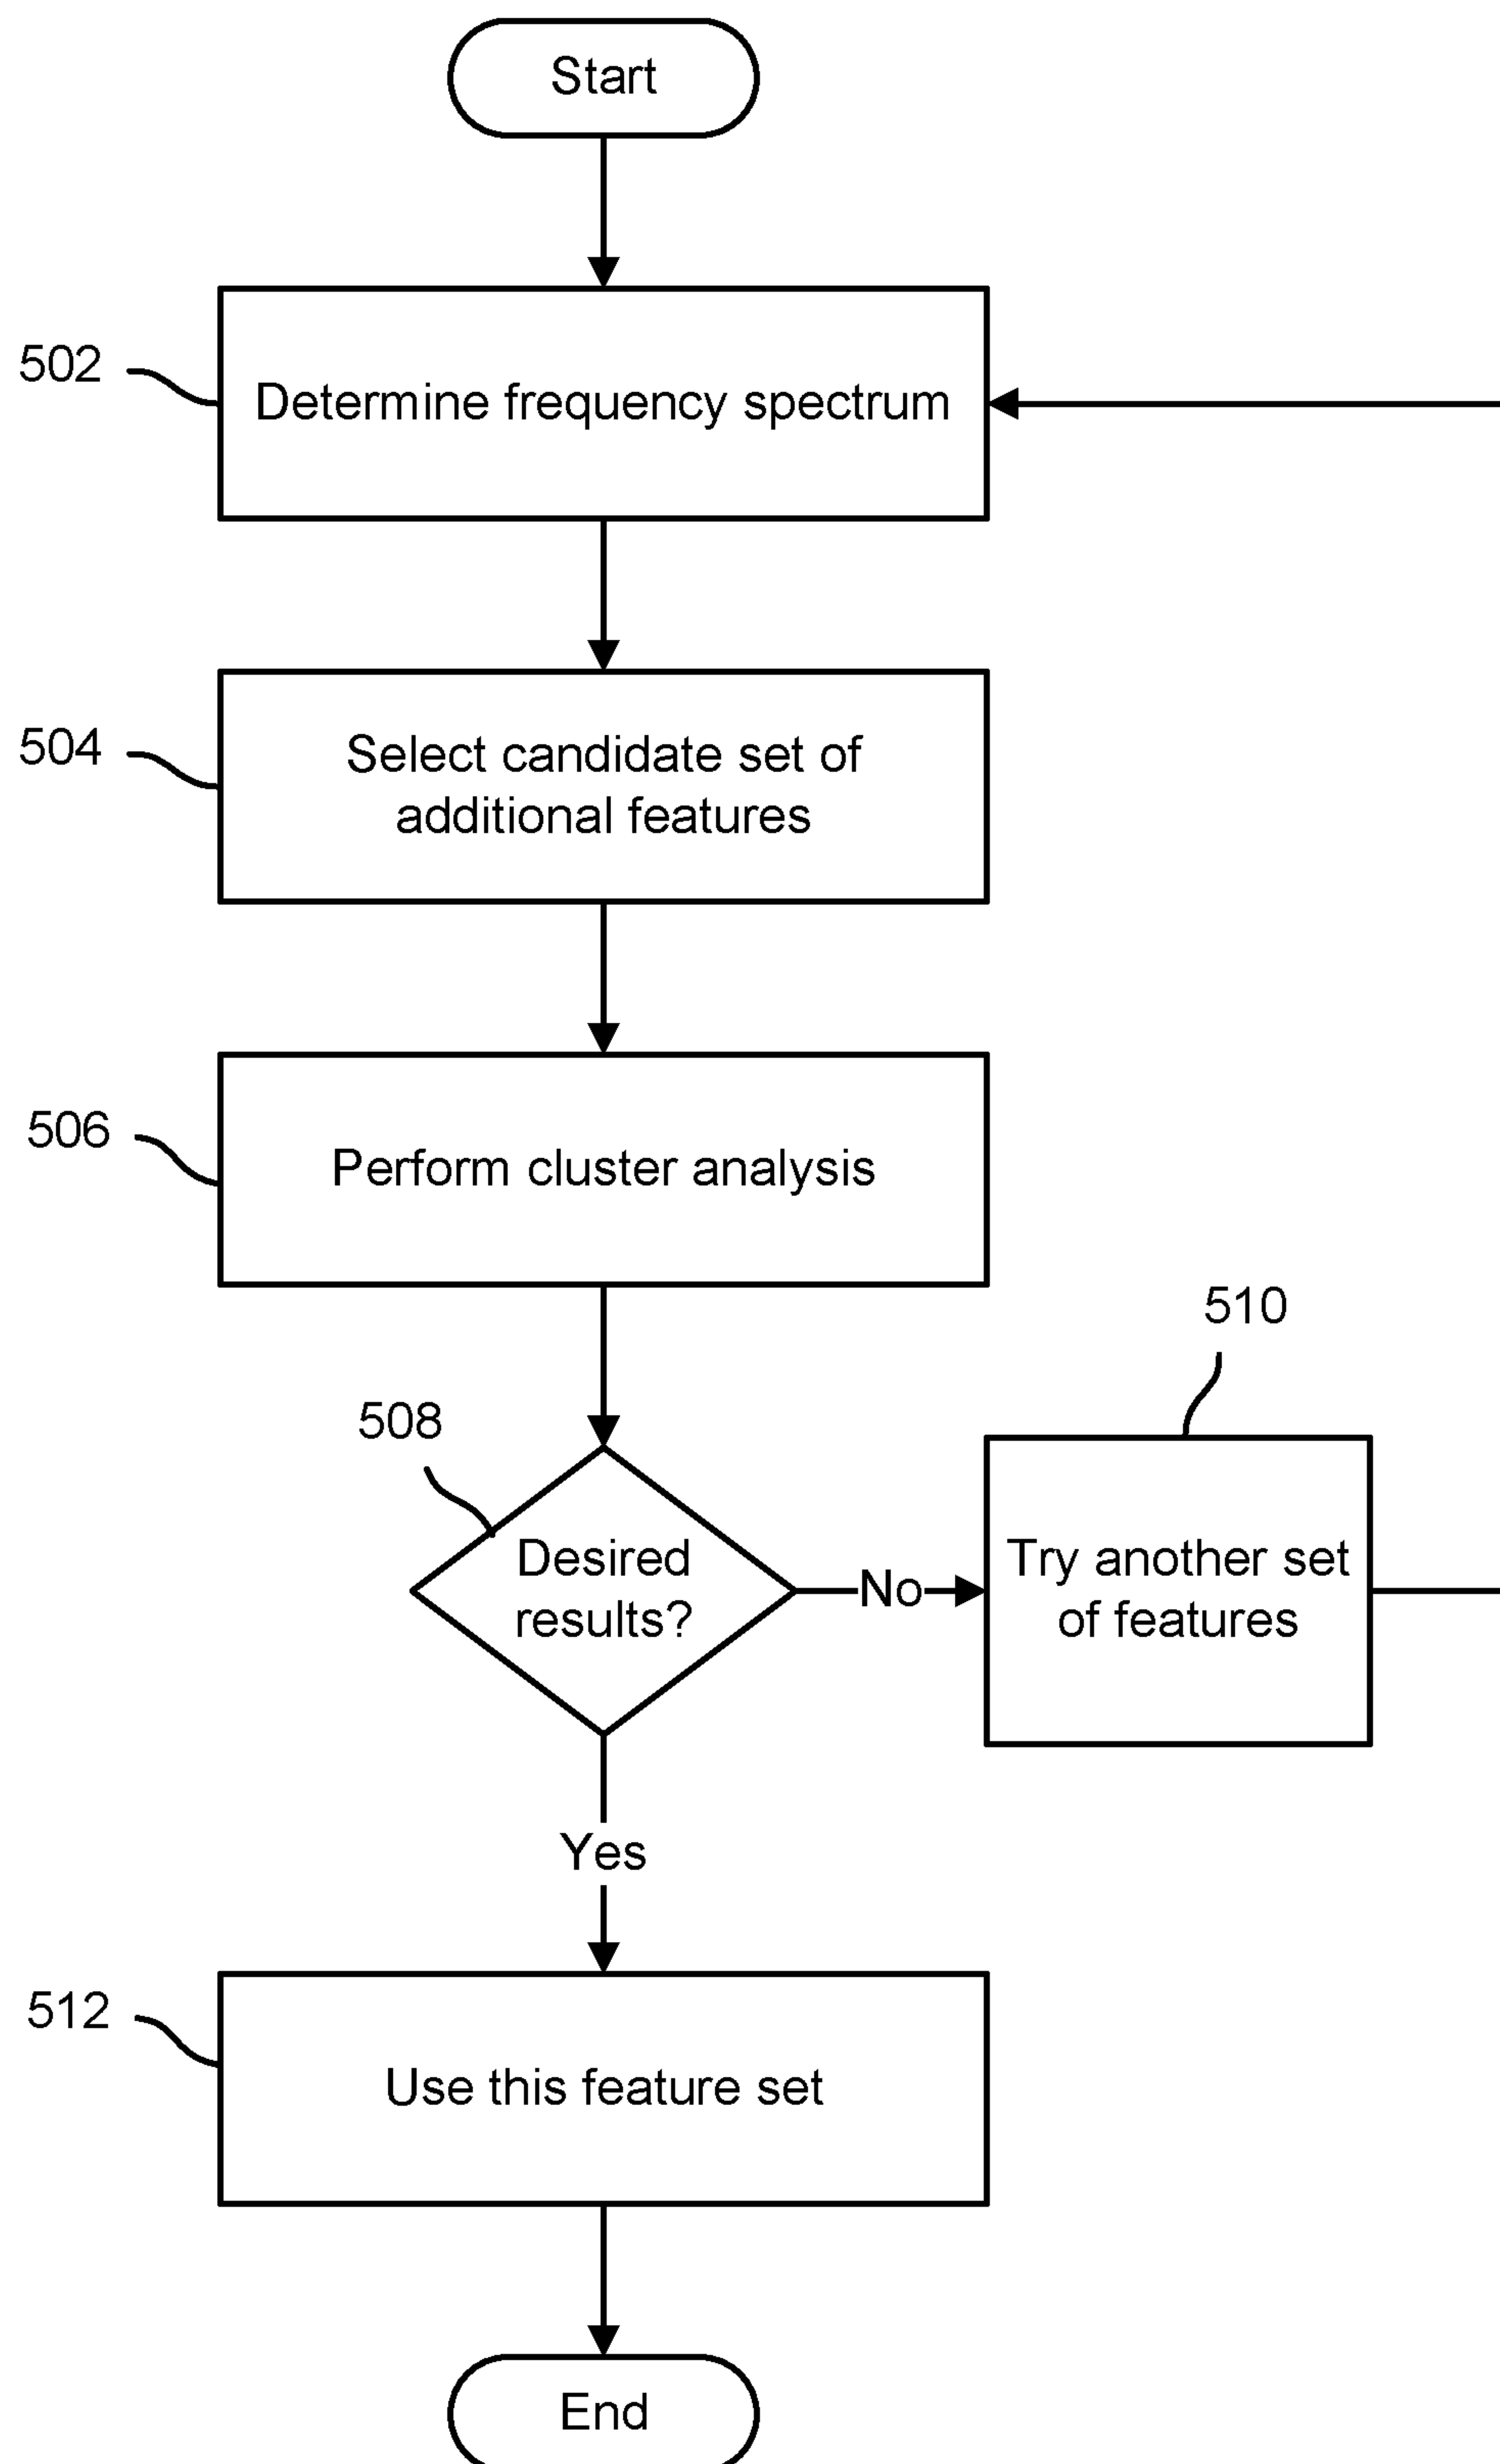 Start
502
Determine frequency spectrum
504
Select candidate set of
additional features
506
Perform cluster analysis
510
508
Desired
results?
No
Try another set
of features
Yes
512
Use this feature set
End